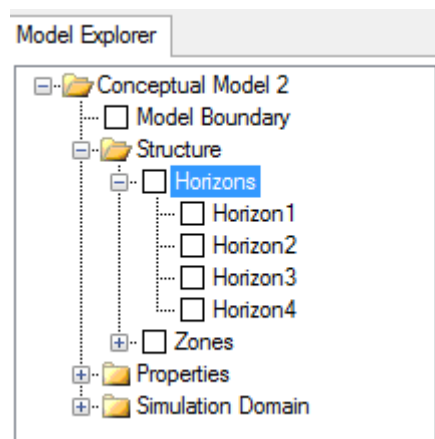 Model Explorer
Conceptual Model 2
Model Boundary
Structure
Horizons
Horizon1
Horizon2
Horizon3
Horizon4
Zones
Properties
Simulation Domain